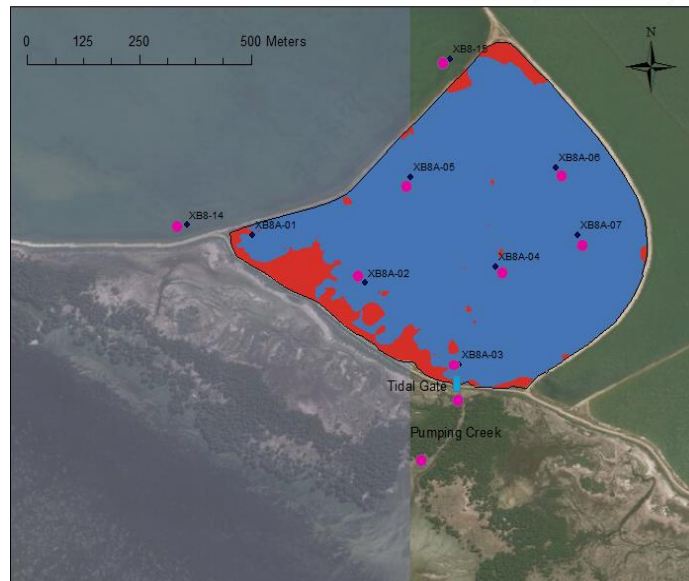 0 125 250 500 Meters
N
XB8-15
XB8A-05
XB8A-06
XB8-14
XB8A-01
XB8A-07
XB8A-04
XB8A-02
XB8A-03
Tidal Gate
Pumping Creek